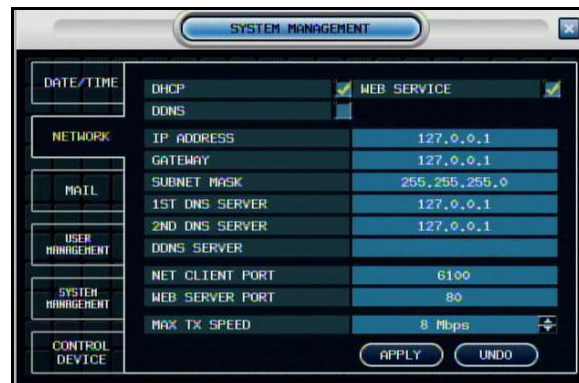 SYSTEM MANAGEMENT
DATE/TIME
NETWORK
MAIL
USER
MANAGEMENT
SYSTEM
MANAGEMENT
CONTROL
DEVICE
DHCP WEB SERVICE
DDNS
IP ADDRESS 127.0.0.1
GATEWAY 127.0.0.1
SUBNET MASK 255.255.255.0
1ST DNS SERVER 127.0.0.1
2ND DNS SERVER 127.0.0.1
DDNS SERVER
NET CLIENT PORT 6100
WEB SERVER PORT 80
MAX TX SPEED 8 Mbps
APPLY UNDO